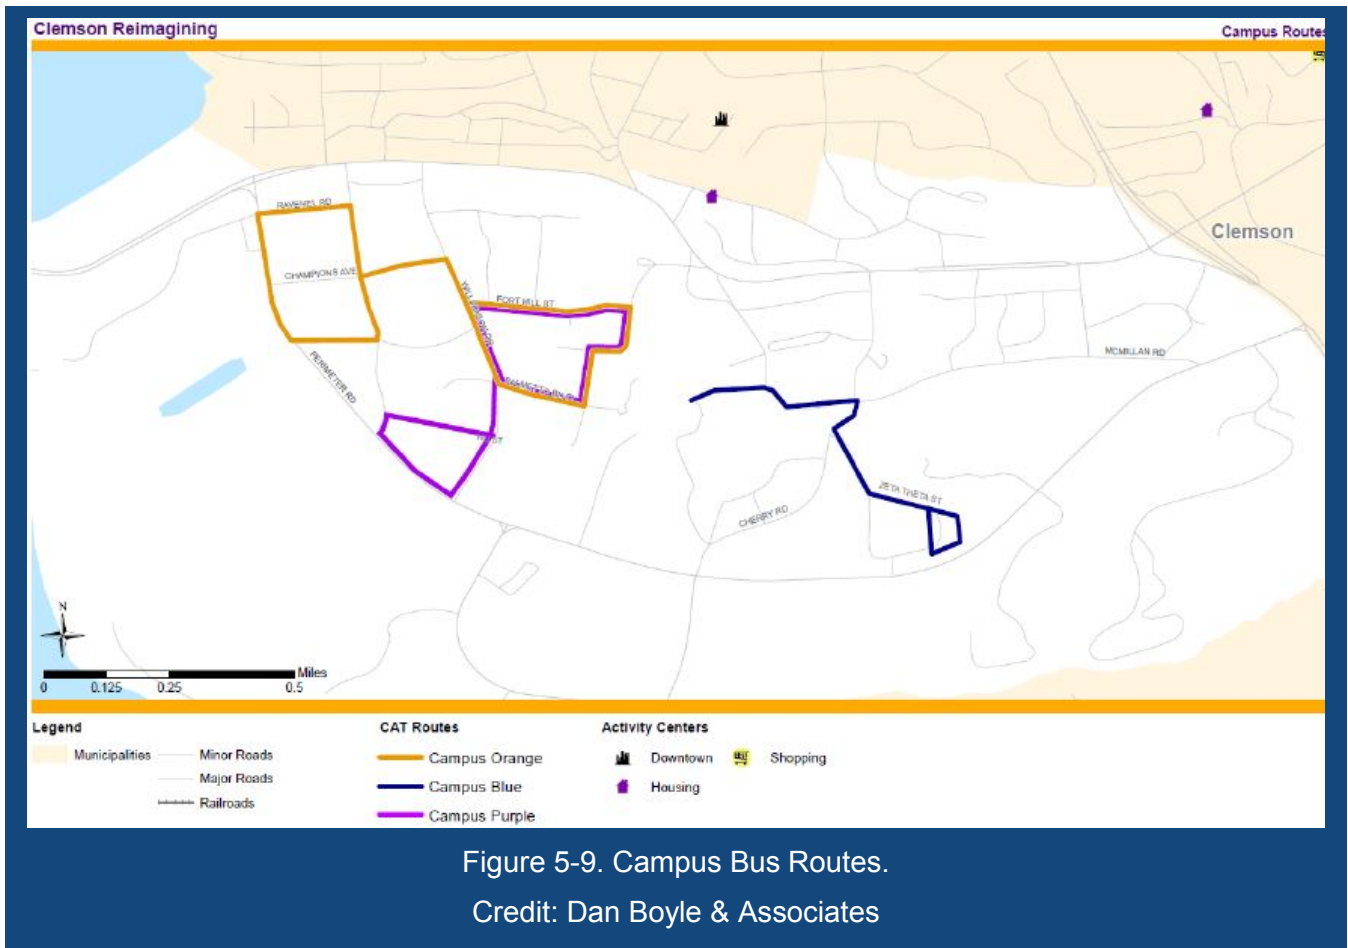 Clemson Reimagining
Campus Routes
RAVENEL RD
CHAMPIONS AVE
FORT HILL ST
PERIMETER RD
MCMILLAN RD
ZETA THETA ST
CHERRY RD
Clemson
N
Miles
0 0.125 0.25 0.5
Legend
Municipalities
Minor Roads
Major Roads
Railroads
CAT Routes
Campus Orange
Campus Blue
Campus Purple
Activity Centers
Downtown
Shopping
Housing
Figure 5-9. Campus Bus Routes.
Credit: Dan Boyle & Associates